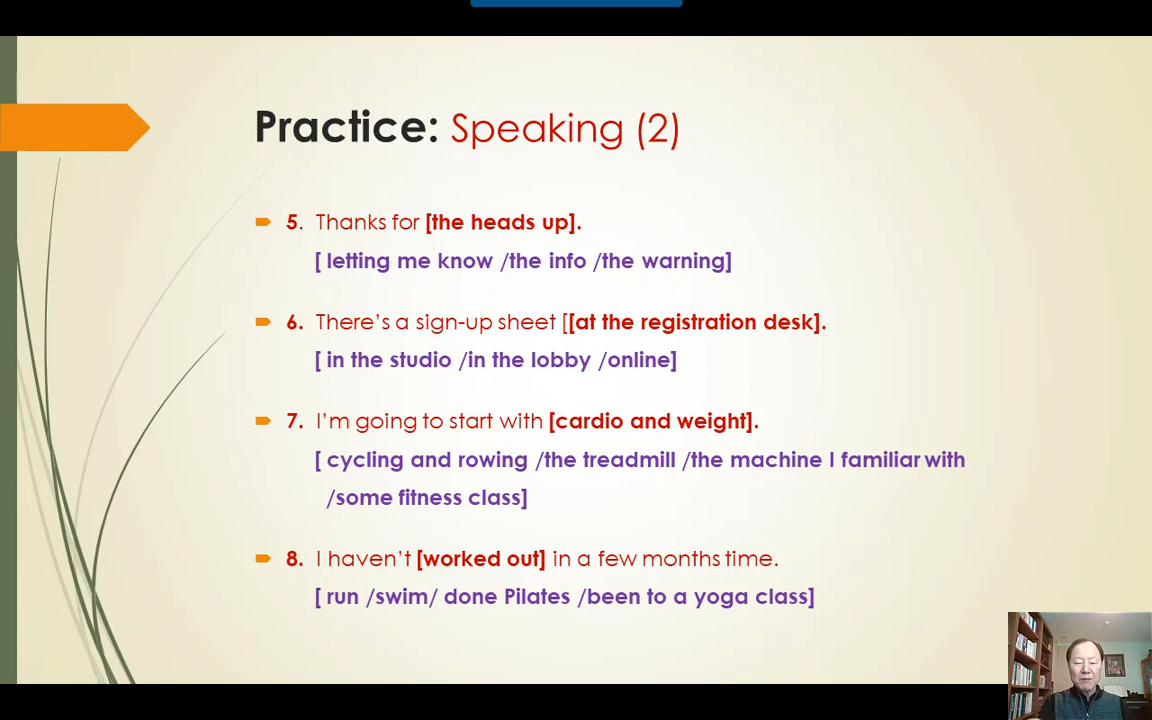 Practice: Speaking (2)
5. Thanks for [the heads up].
[ letting me know /the info /the warning]
6. There's a sign-up sheet [[at the registration desk].
[ in the studio /in the lobby /online]
7. I'm going to start with [cardio and weight].
[ cycling and rowing /the treadmill /the machine I familiar with
/some fitness class]
8. I haven't [worked out] in a few months time.
[ run /swim/ done Pilates /been to a yoga class]